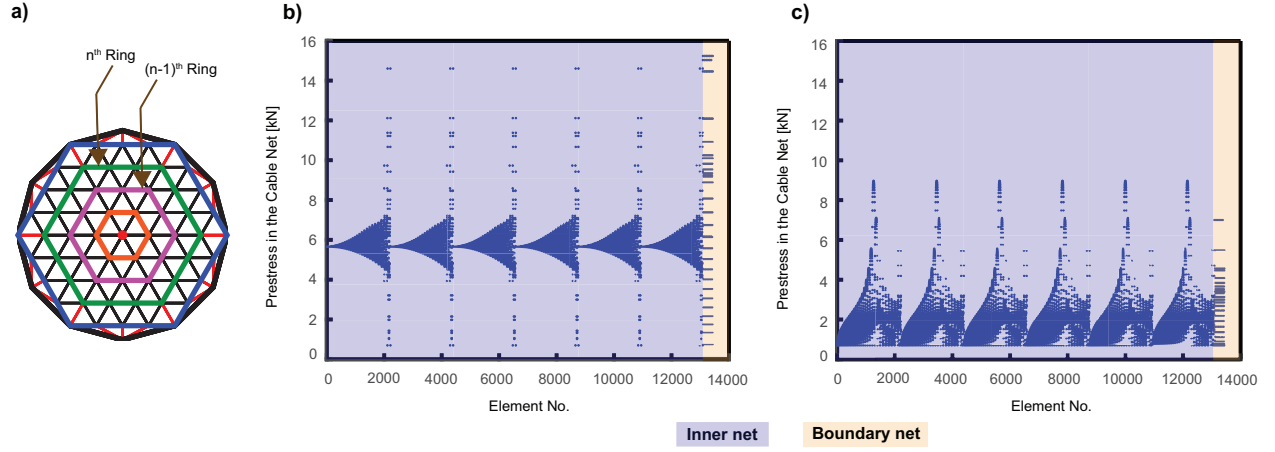 a)
nth Ring
(n-1)th Ring
b)
Prestress in the Cable Net [kN]
16
14
12
10
8
6
4
2
0
0 2000 4000 6000 8000 10000 12000 14000
Element No.
c)
Prestress in the Cable Net [kN]
16
14
12
10
8
6
4
2
0
0 2000 4000 6000 8000 10000 12000 14000
Element No.
Inner net
Boundary net